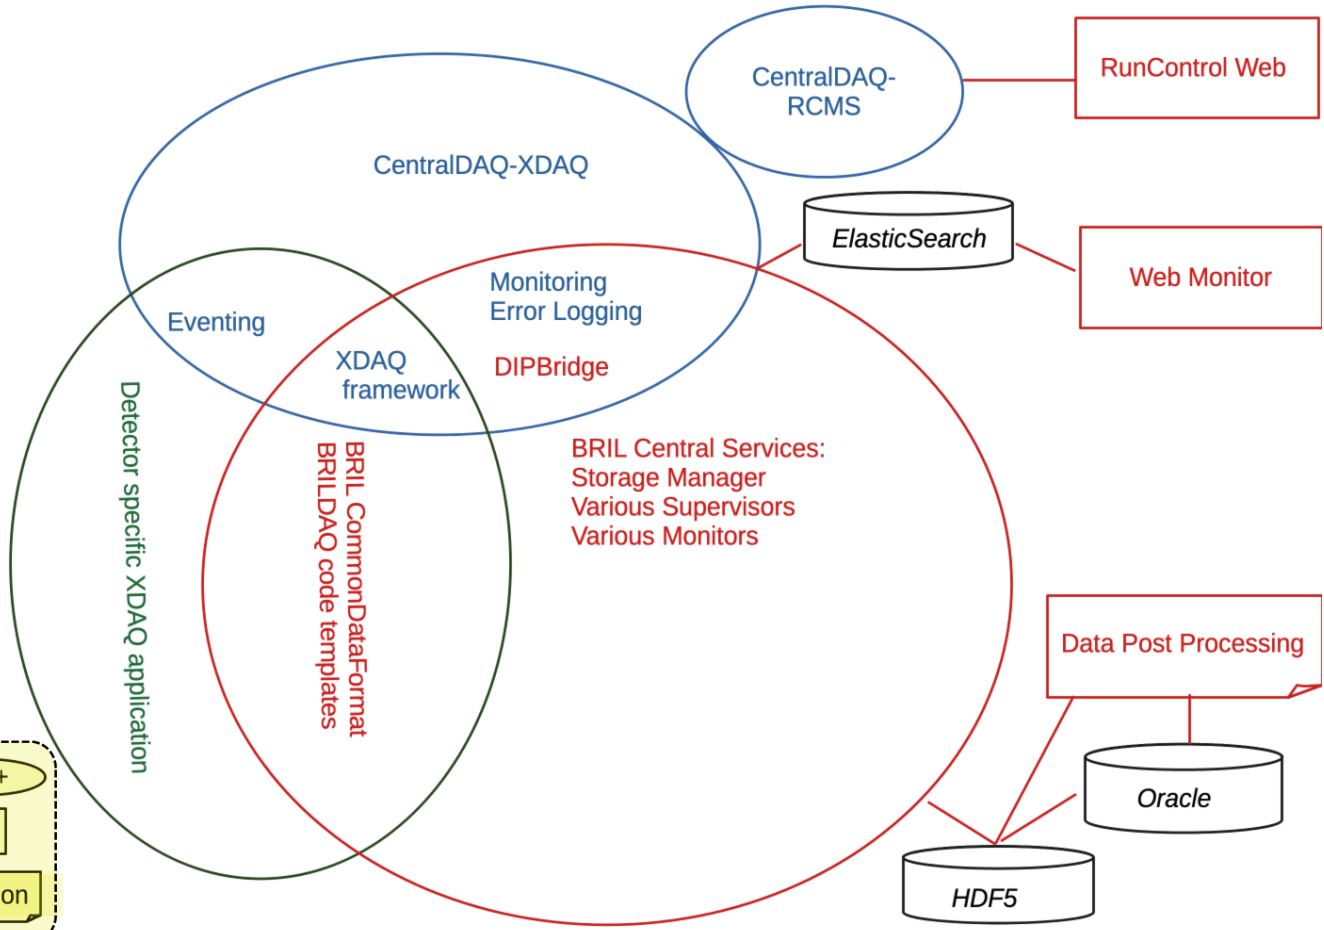 CentralDAQ-
RCMS
RunControl Web
CentralDAQ-XDAQ
ElasticSearch
Web Monitor
Monitoring
Error Logging
Eventing
XDAQ
framework
DIPBridge
Detector specific XDAQ application
BRIL CommonDataFormat
BRILDAQ code templates
BRIL Central Services:
Storage Manager
Various Supervisors
Various Monitors
Data Post Processing
Oracle
HDF5
+
on